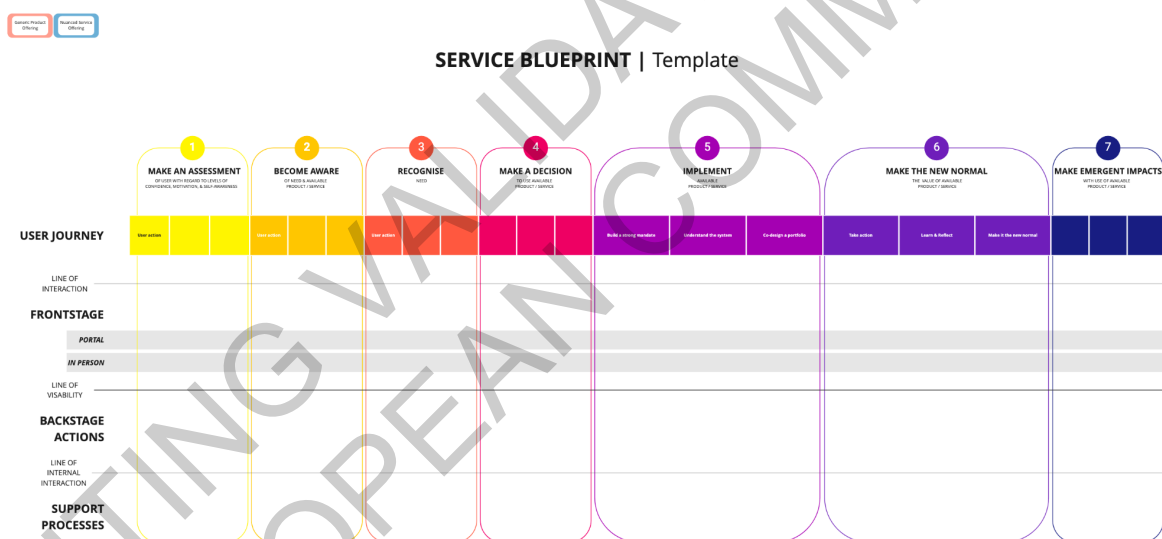 Generic Product
Offering
Nuanced Service
Offering
SERVICE BLUEPRINT | Template
1
2
3
4
5
6
7
MAKE AN ASSESSMENT
OF USER WITH REGARD TO LEVELS OF
CONFIDENCE, MOTIVATION, & SELF-AWARENESS
BECOME AWARE
OF NEED & AVAILABLE
PRODUCT / SERVICE
RECOGNISE
NEED
MAKE A DECISION
TO USE AVAILABLE
PRODUCT / SERVICE
IMPLEMENT
AVAILABLE
PRODUCT / SERVICE
MAKE THE NEW NORMAL
THE VALUE OF AVAILABLE
PRODUCT / SERVICE
MAKE EMERGENT IMPACTS
WITH USE OF AVAILABLE
PRODUCT / SERVICE
USER JOURNEY
User action
User action
User action
Build a strong mandate
Understand the system
Co-design a portfolio
Take action
Learn & Reflect
Make it the new normal
LINE OF
INTERACTION
FRONTSTAGE
PORTAL
IN PERSON
LINE OF
VISABILITY
BACKSTAGE
ACTIONS
LINE OF
INTERNAL
INTERACTION
SUPPORT
PROCESSES
TING VALIDA
OPEAN COMM